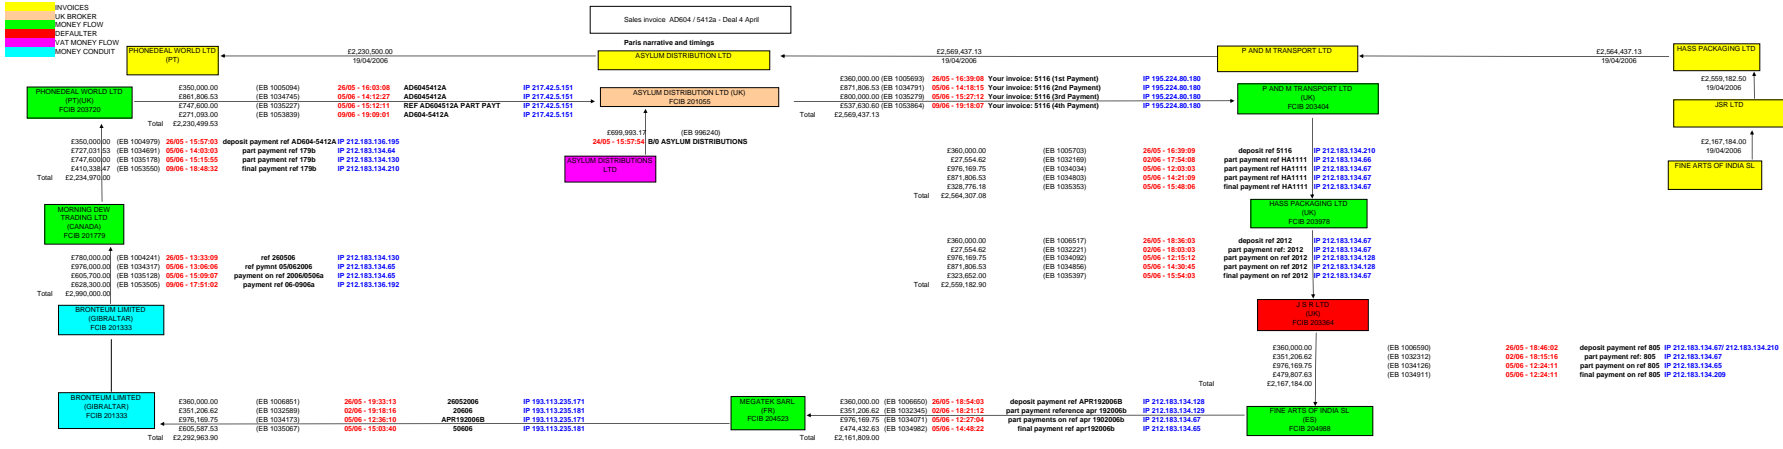 INVOICES
UK BROKER
MONEY FLOW
DEFAULTER
VAT MONEY FLOW
MONEY CONDUIT
Sales invoice AD604 / 5412a - Deal 4 April
Paris narrative and timings
PHONEDEAL WORLD LTD
(PT)
£2,230,500.00
19/04/2006
ASYLUM DISTRIBUTION LTD
£2,569,437.13
19/04/2006
P AND M TRANSPORT LTD
£2,564,437.13
19/04/2006
HASS PACKAGING LTD
£2,559,182.50
19/04/2006
JSR LTD
£2,167,184.00
19/04/2006
FINE ARTS OF INDIA SL
PHONEDEAL WORLD LTD
(PT)(UK)
FCIB 203720
£350,000.00 (EB 1005094) 26/05 - 16:03:08 AD6045412A IP 217.42.5.151
£861,806.53 (EB 1034745) 05/06 - 14:12:27 AD6045412A IP 217.42.5.151
£747,600.00 (EB 1035227) 05/06 - 15:12:11 REF AD604512A PART PAYT IP 217.42.5.151
£271,093.00 (EB 1053839) 09/06 - 19:09:01 AD604-5412A IP 217.42.5.151
Total £2,230,499.53
ASYLUM DISTRIBUTION LTD (UK)
FCIB 201055
£360,000.00 (EB 1005693) 26/05 - 16:39:08 Your invoice: 5116 (1st Payment) IP 195.224.80.180
£871,806.53 (EB 1034791) 05/06 - 14:18:15 Your invoice: 5116 (2nd Payment) IP 195.224.80.180
£800,000.00 (EB 1035279) 05/06 - 15:27:12 Your invoice: 5116 (3rd Payment) IP 195.224.80.180
£537,630.60 (EB 1053864) 09/06 - 19:18:07 Your invoice: 5116 (4th Payment) IP 195.224.80.180
Total £2,569,437.13
P AND M TRANSPORT LTD
(UK)
FCIB 203404
£699,993.17 (EB 996240)
24/05 - 15:57:54 B/0 ASYLUM DISTRIBUTIONS
ASYLUM DISTRIBUTIONS
LTD
£350,000.00 (EB 1004979) 26/05 - 15:57:03 deposit payment ref AD604-5412A IP 212.183.136.195
£727,031.53 (EB 1034691) 05/06 - 14:03:03 part payment ref 179b IP 212.183.134.64
£747,600.00 (EB 1035178) 05/06 - 15:15:55 part payment ref 179b IP 212.183.134.130
£410,338.47 (EB 1053550) 09/06 - 18:48:32 final payment ref 179b IP 212.183.134.210
Total £2,234,970.00
£360,000.00 (EB 1005703) 26/05 - 16:39:09 deposit ref 5116 IP 212.183.134.210
£27,554.62 (EB 1032169) 02/06 - 17:54:08 part payment ref HA1111 IP 212.183.134.66
£976,169.75 (EB 1034034) 05/06 - 12:03:03 part payment ref HA1111 IP 212.183.134.67
£871,806.53 (EB 1034803) 05/06 - 14:21:09 part payment ref HA1111 IP 212.183.134.67
£328,776.18 (EB 1035353) 05/06 - 15:48:06 final payment ref HA1111 IP 212.183.134.67
Total £2,564,307.08
MORNING DEW
TRADING LTD
(CANADA)
FCIB 201779
HASS PACKAGING LTD
(UK)
FCIB 203978
£780,000.00 (EB 1004241) 26/05 - 13:33:09 ref 260506 IP 212.183.134.130
£976,000.00 (EB 1034317) 05/06 - 13:06:06 ref pymnt 05/062006 IP 212.183.134.65
£605,700.00 (EB 1035128) 05/06 - 15:09:07 payment on ref 2006/0506a IP 212.183.134.65
£628,300.00 (EB 1053505) 09/06 - 17:51:02 payment ref 06-0906a IP 212.183.136.192
Total £2,990,000.00
£360,000.00 (EB 1006517) 26/05 - 18:36:03 deposit ref 2012 IP 212.183.134.67
£27,554.62 (EB 1032221) 02/06 - 18:03:03 part payment ref: 2012 IP 212.183.134.67
£976,169.75 (EB 1034092) 05/06 - 12:15:12 part payment on ref 2012 IP 212.183.134.128
£871,806.53 (EB 1034856) 05/06 - 14:30:45 part payment on ref 2012 IP 212.183.134.128
£323,652.00 (EB 1035397) 05/06 - 15:54:03 final payment on ref 2012 IP 212.183.134.67
Total £2,559,182.90
BRONTEUM LIMITED
(GIBRALTAR)
FCIB 201333
J S R LTD
(UK)
FCIB 203364
£360,000.00 (EB 1006590) 26/05 - 18:46:02 deposit payment ref 805 IP 212.183.134.67/ 212.183.134.210
£351,206.62 (EB 1032312) 02/06 - 18:15:16 part payment ref: 805 IP 212.183.134.67
£976,169.75 (EB 1034126) 05/06 - 12:24:11 part payment on ref 805 IP 212.183.134.65
£479,807.63 (EB 1034911) 05/06 - 12:24:11 final payment on ref 805 IP 212.183.134.209
Total £2,167,184.00
BRONTEUM LIMITED
(GIBRALTAR)
FCIB 201333
£360,000.00 (EB 1006851) 26/05 - 19:33:13 26052006 IP 193.113.235.171
£351,206.62 (EB 1032589) 02/06 - 19:18:16 20606 IP 193.113.235.181
£976,169.75 (EB 1034173) 05/06 - 12:36:10 APR192006B IP 193.113.235.171
£605,587.53 (EB 1035067) 05/06 - 15:03:40 50606 IP 193.113.235.181
Total £2,292,963.90
MEGATEK SARL
(FR)
FCIB 204523
£360,000.00 (EB 1006650) 26/05 - 18:54:03 deposit payment ref APR192006B IP 212.183.134.128
£351,206.62 (EB 1032345) 02/06 - 18:21:12 part payment reference apr 192006b IP 212.183.134.129
£976,169.75 (EB 1034071) 05/06 - 12:27:04 part payments on ref apr 1902006b IP 212.183.134.67
£474,432.63 (EB 1034982) 05/06 - 14:48:22 final payment ref apr192006b IP 212.183.134.65
Total £2,161,809.00
FINE ARTS OF INDIA SL
(ES)
FCIB 204988